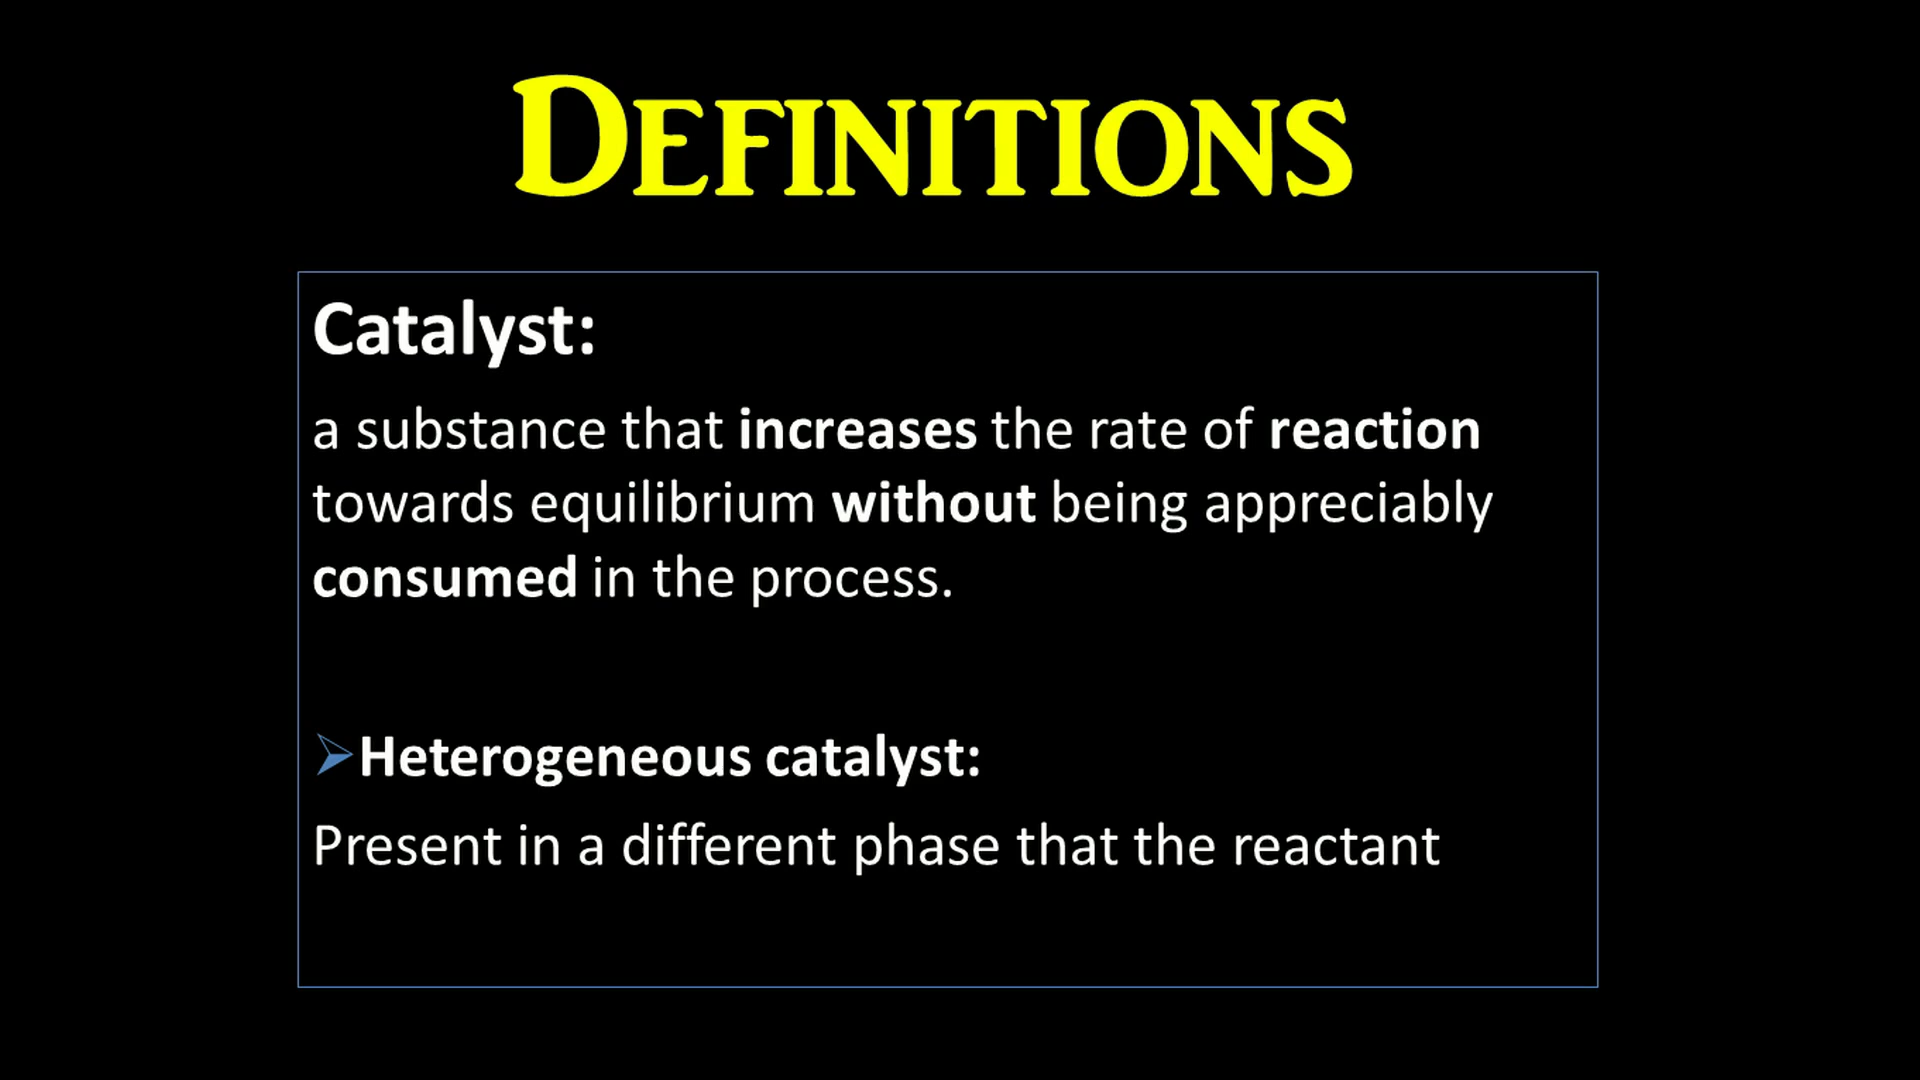 DEFINITIONS
Catalyst:
a substance that increases the rate of reaction
towards equilibrium without being appreciably
consumed in the process.
➢Heterogeneous catalyst:
Present in a different phase that the reactant